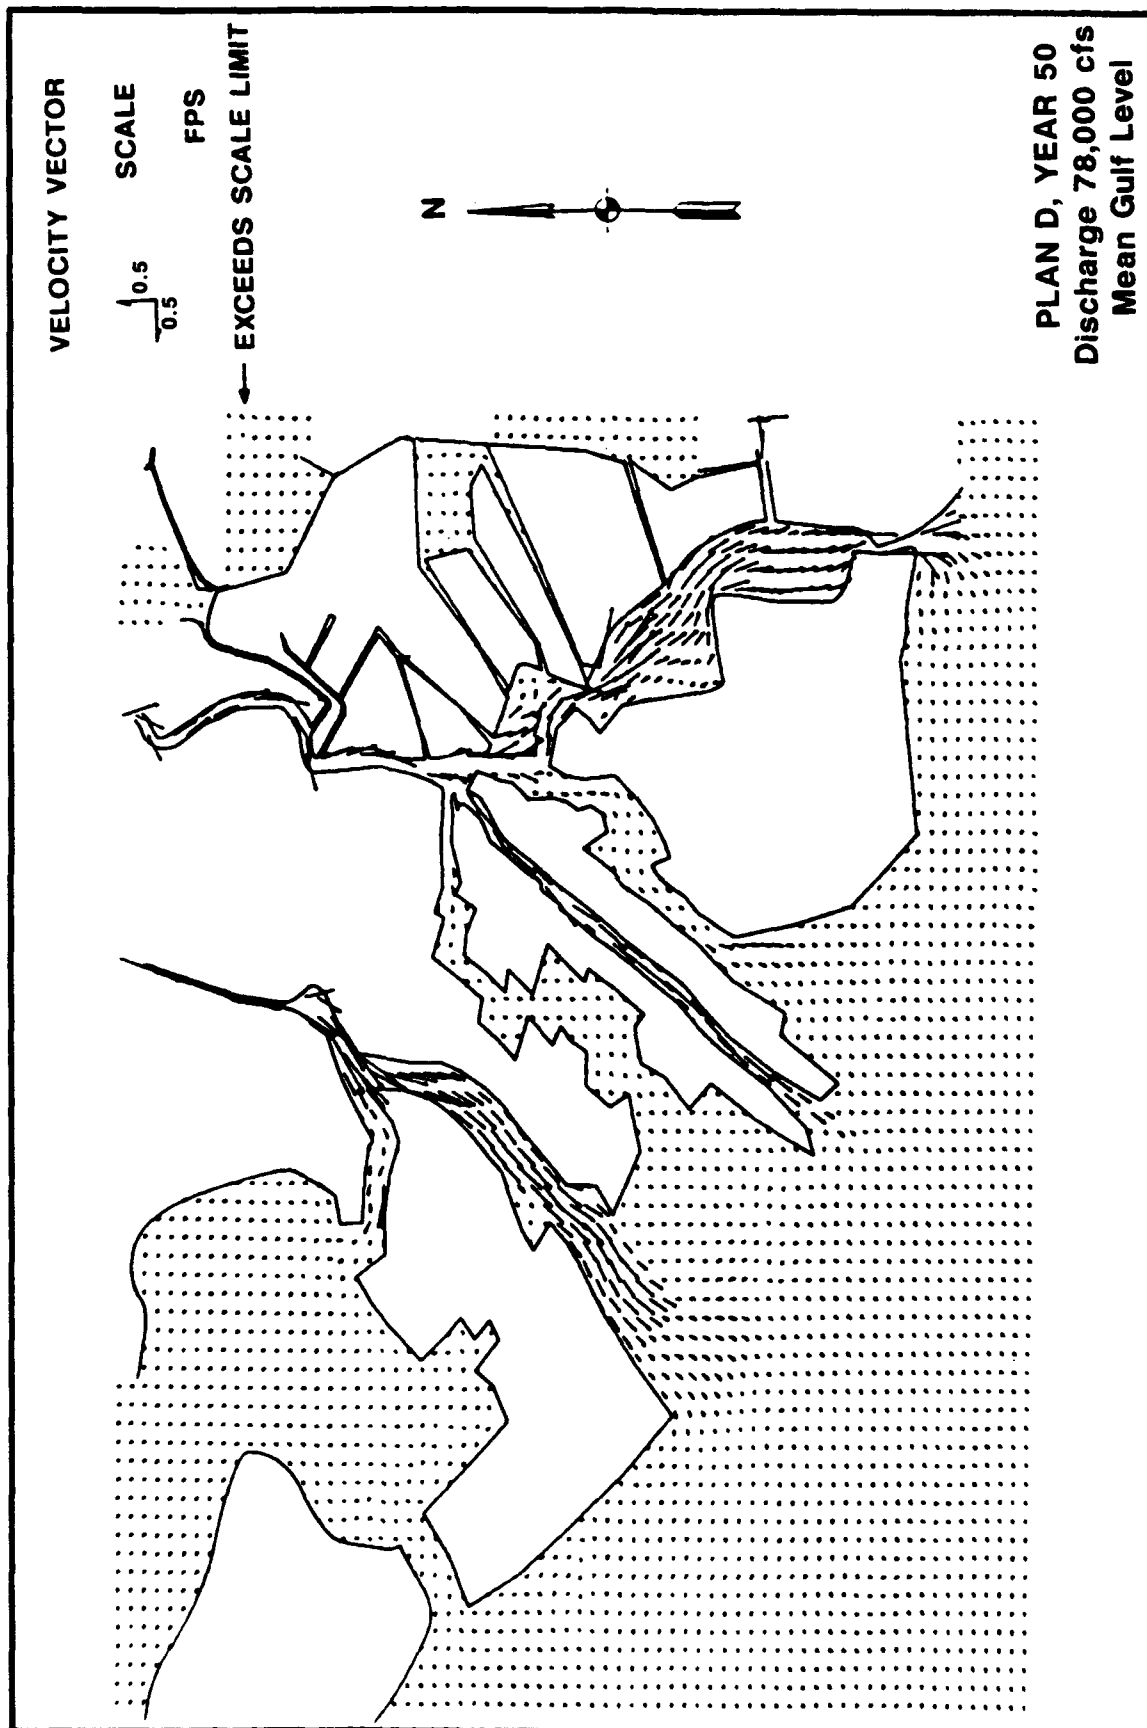 VELOCITY VECTOR
SCALE
0.5
0.5
FPS
← EXCEEDS SCALE LIMIT
N
PLAN D, YEAR 50
Discharge 78,000 cfs
Mean Gulf Level